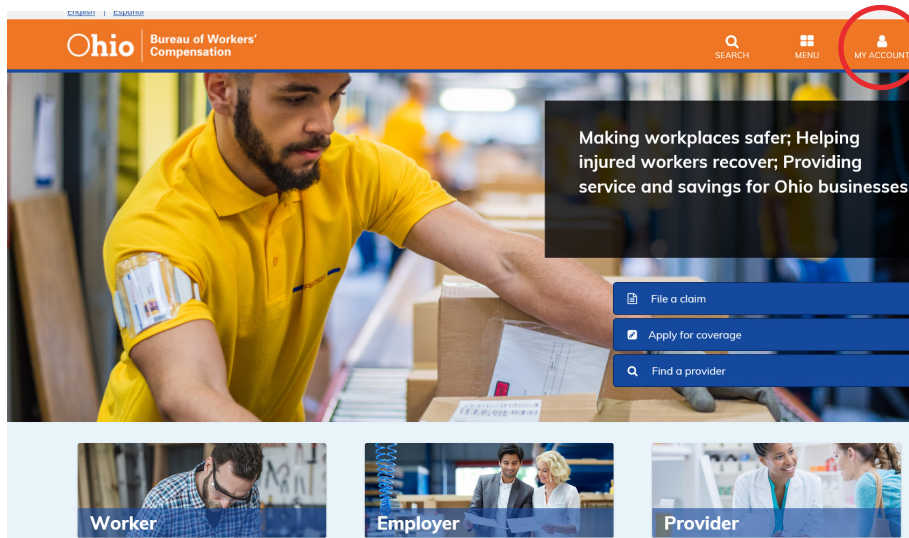 English | Español
Ohio
Bureau of Workers'
Compensation
SEARCH
MENU
MY ACCOUNT
Making workplaces safer; Helping
injured workers recover; Providing
service and savings for Ohio businesses
File a claim
Apply for coverage
Find a provider
Worker
Employer
Provider